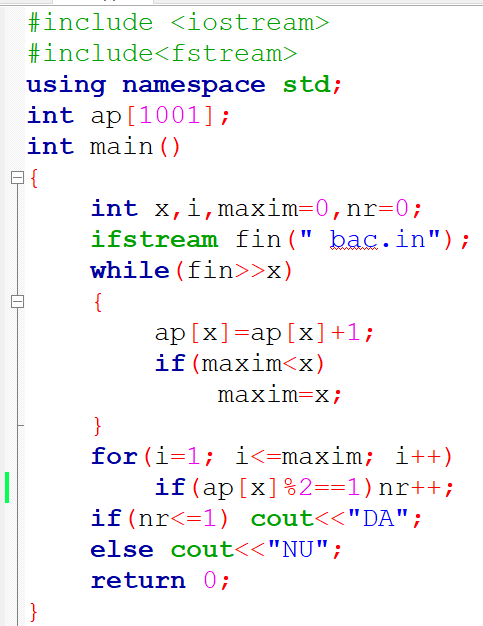 #include <iostream>
#include<fstream>
using namespace std;
int ap[1001];
int main()
{
int x,i,maxim=0,nr=0;
ifstream fin(" bac.in");
while(fin>>x)
{
ap[x]=ap[x]+1;
if(maxim<x)
maxim=x;
}
for(i=1; i<=maxim; i++)
if(ap[x]%2==1)nr++;
if(nr<=1) cout<<"DA";
else cout<<"NU";
return 0;
}